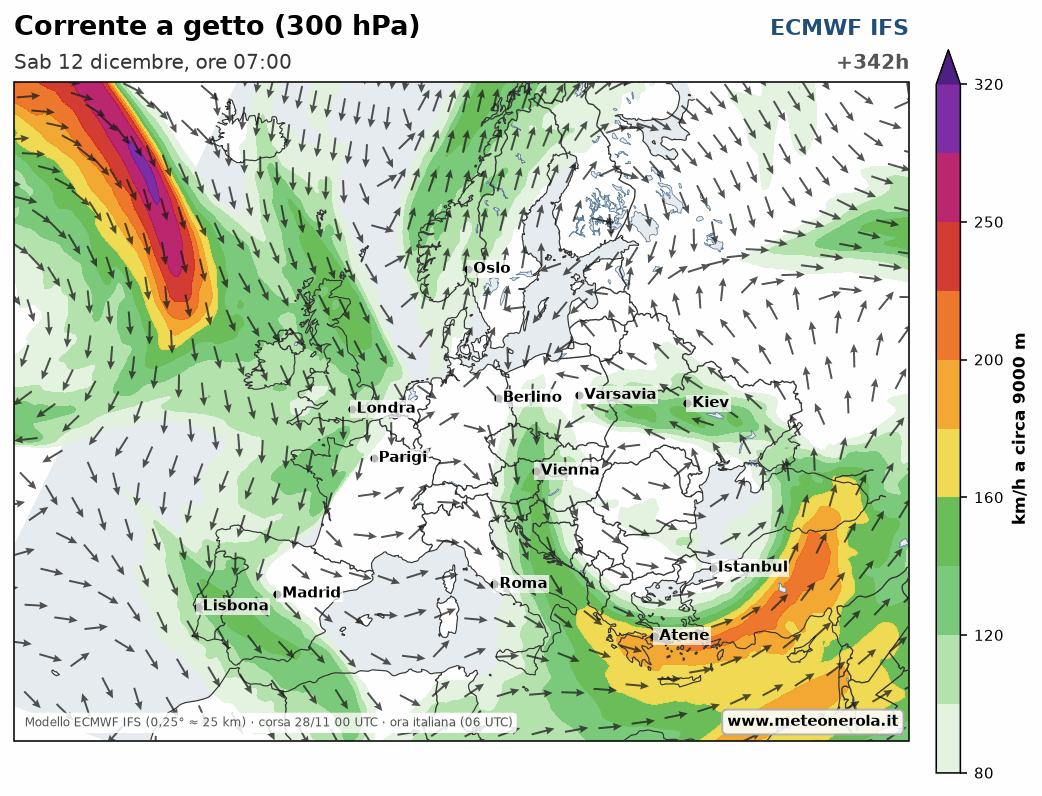 Corrente a getto (300 hPa)
ECMWF IFS
Sab 12 dicembre, ore 07:00
+342h
320
250
200
160
120
80
km/h a circa 9000 m
Oslo
Berlino
Varsavia
Kiev
Londra
Parigi
Vienna
Istanbul
Roma
Madrid
Lisbona
Atene
Modello ECMWF IFS (0,25° ≈ 25 km) · corsa 28/11 00 UTC · ora italiana (06 UTC)
www.meteonerola.it